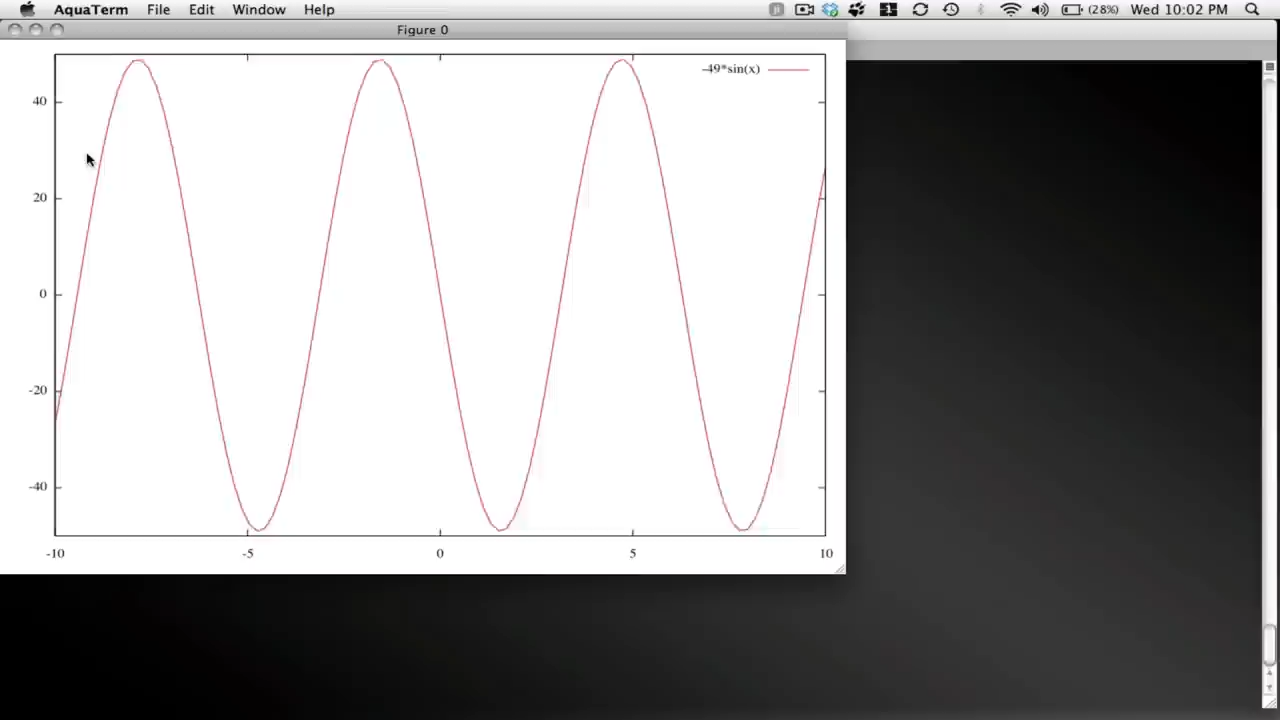 AquaTerm File Edit Window Help (28%) Wed 10:02 PM
Figure 0
-49*sin(x)
40
20
0
-20
-40
-10 -5 0 5 10